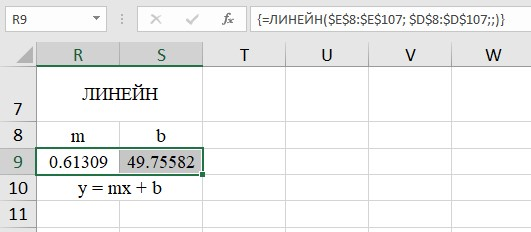 R9 fx {=ЛИНЕЙН($E$8:$E$107; $D$8:$D$107;;)}
R S T U V W
7 ЛИНЕЙН
8 m b
9 0.61309 49.75582
10 y = mx + b
11